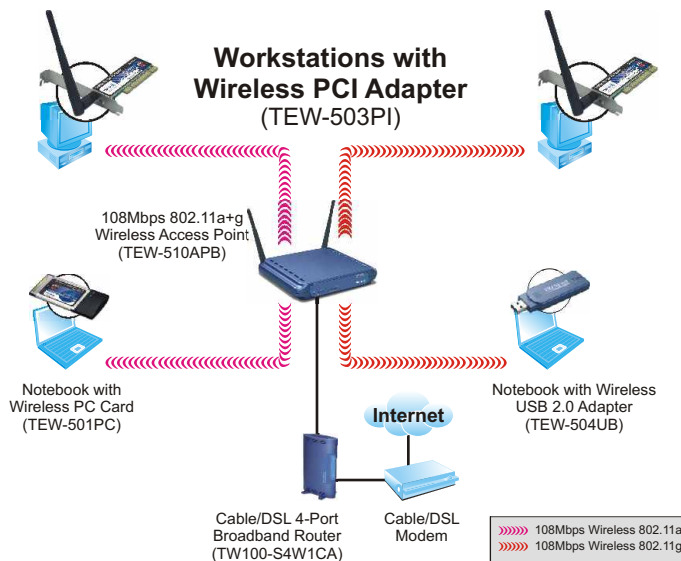 Workstations with
Wireless PCI Adapter
(TEW-503PI)
108Mbps 802.11a+g
Wireless Access Point
(TEW-510APB)
Notebook with
Wireless PC Card
(TEW-501PC)
Notebook with Wireless
USB 2.0 Adapter
(TEW-504UB)
Internet
Cable/DSL 4-Port
Broadband Router
(TW100-S4W1CA)
Cable/DSL
Modem
108Mbps Wireless 802.11a
108Mbps Wireless 802.11g